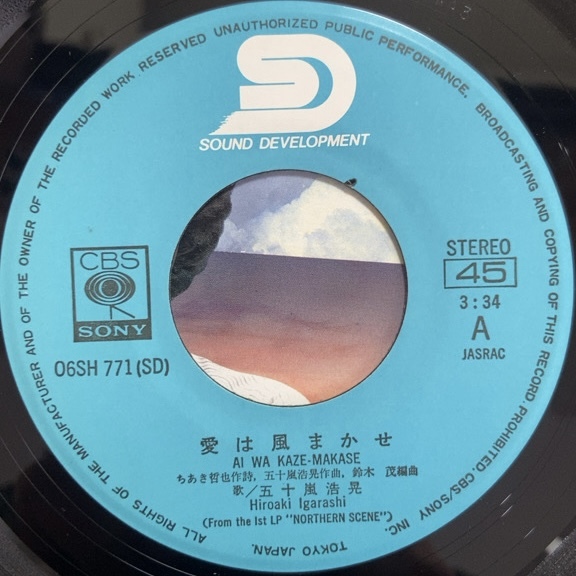 ALL RIGHTS OF THE MANUFACTURER AND OF THE OWNER OF THE RECORDED WORK RESERVED UNAUTHORIZED PUBLIC PERFORMANCE. BROADCASTING AND COPYING OF THIS RECORD. PROHIBITED. CBS/SONY INC. TOKYO JAPAN.
SD
SOUND DEVELOPMENT
CBS
SONY
06SH 771(SD)
STEREO
45
3:34
A
JASRAC
愛は風まかせ
AI WA KAZE-MAKASE
ちあき哲也作詩, 五十嵐浩晃作曲, 鈴木 茂編曲
歌/五十嵐浩晃
Hiroaki Igarashi
(From the Ist LP "NORTHERN SCENE")